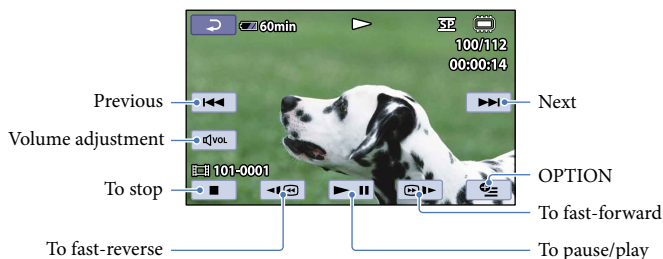 60min
SP
100/112
00:00:14
Previous
Next
Volume adjustment
VOL
101-0001
To stop
OPTION
To fast-forward
To fast-reverse
To pause/play